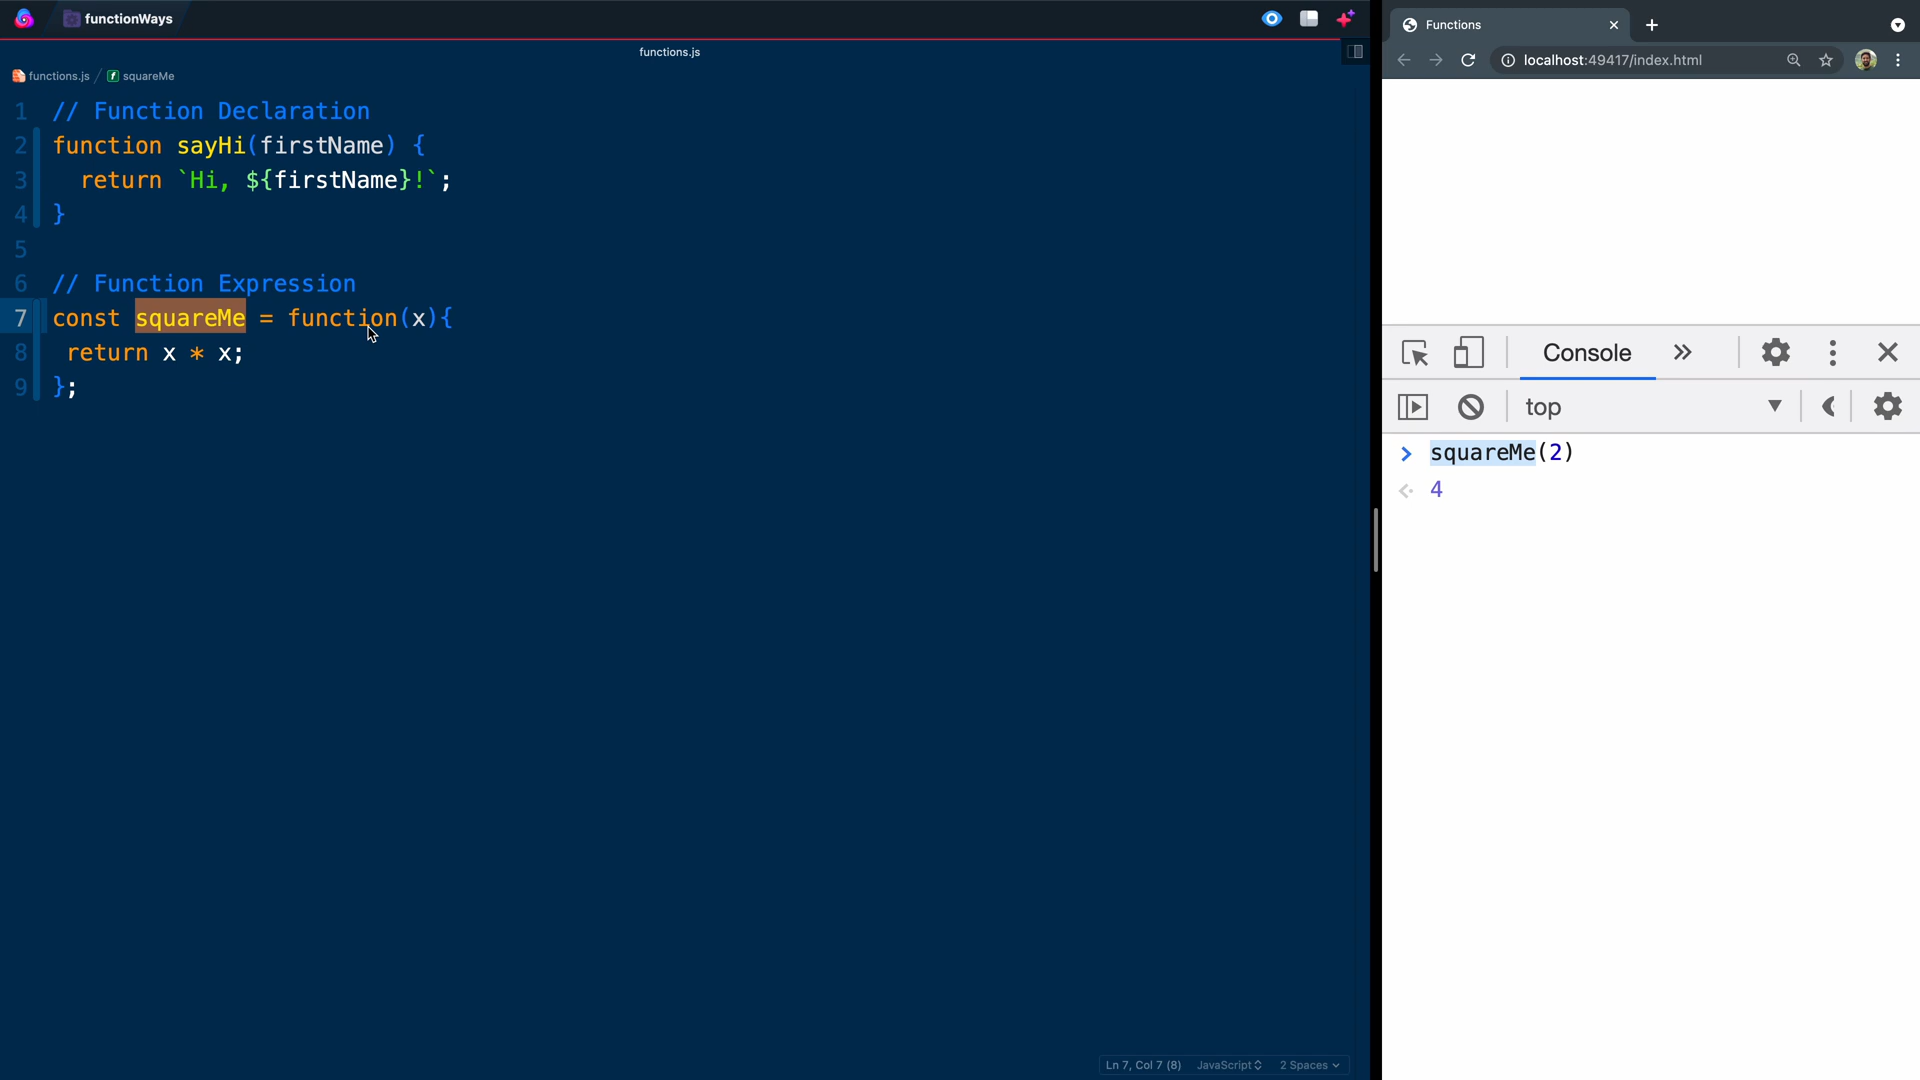 functionWays
functions.js
functions.js / squareMe
1 // Function Declaration
2 function sayHi(firstName) {
3   return `Hi, ${firstName}!`;
4 }
5
6 // Function Expression
7 const squareMe = function(x){
8  return x * x;
9 };
Ln 7, Col 7 (8) JavaScript 2 Spaces
Functions
localhost:49417/index.html
Console
top
squareMe(2)
4